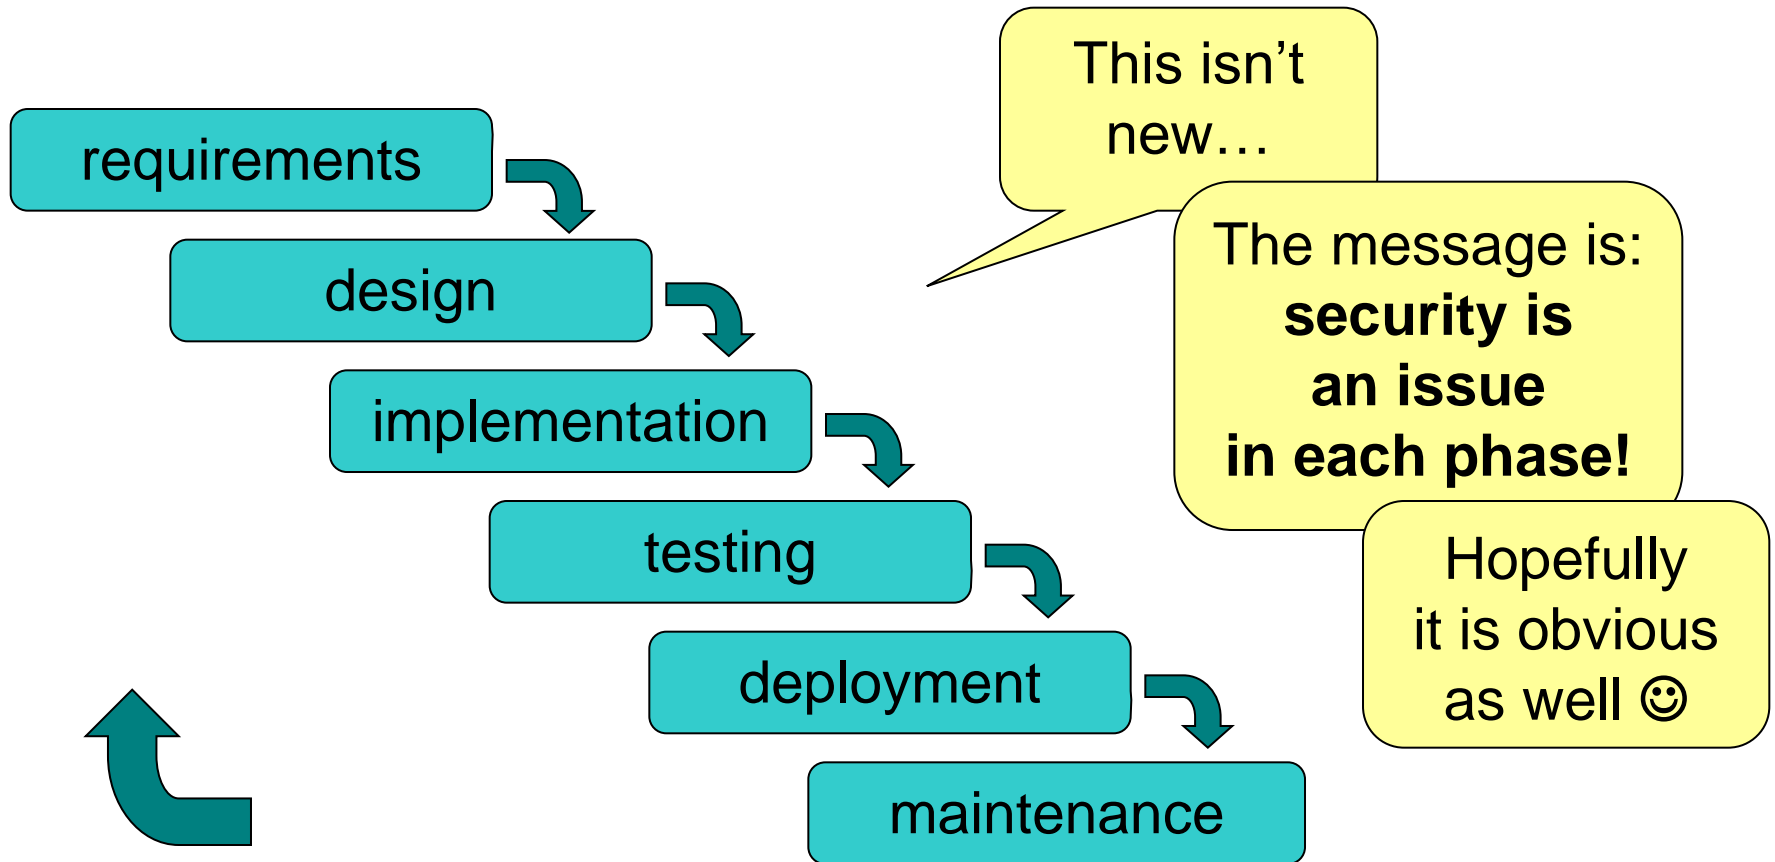 requirements
design
implementation
testing
deployment
maintenance
This isn’t
new…
The message is:
security is
an issue
in each phase!
Hopefully
it is obvious
as well ☺